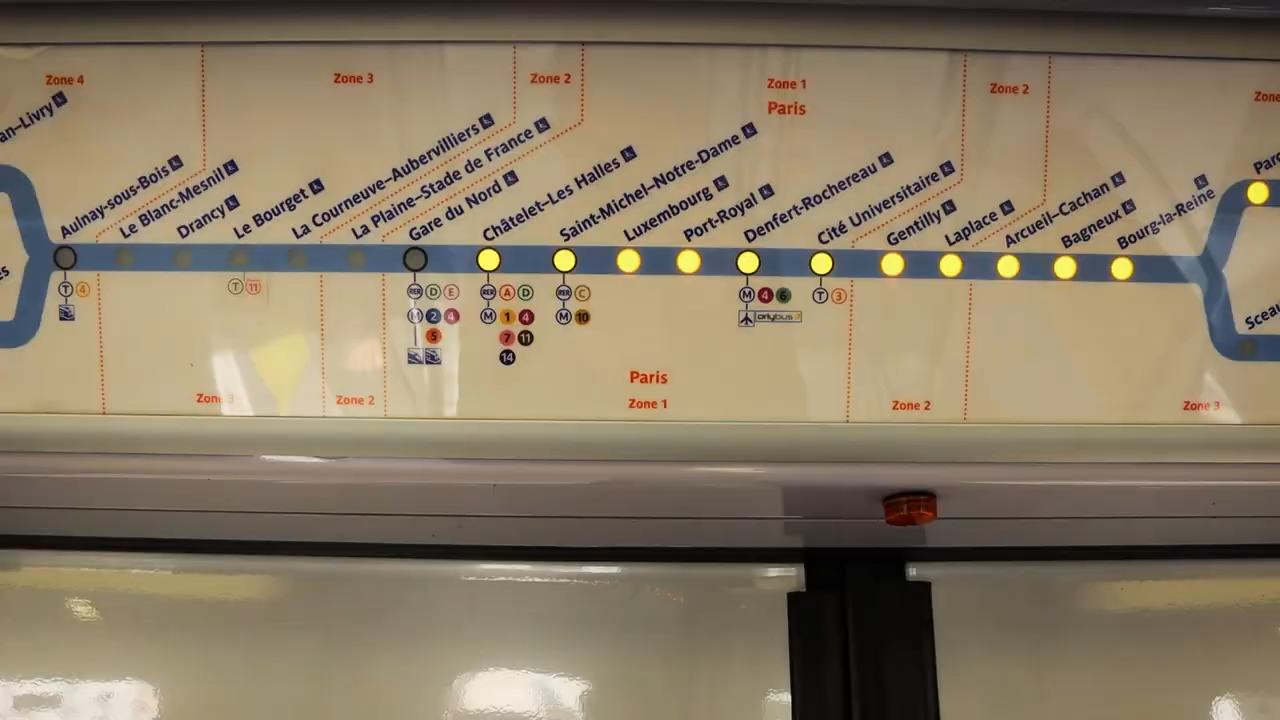 Zone 4
Zone 3
Zone 2
Zone 1
Paris
Zone 2
Zone
an–Livry
Aulnay-sous-Bois
Le Blanc-Mesnil
Drancy
Le Bourget
La Courneuve–Aubervilliers
La Plaine–Stade de France
Gare du Nord
Châtelet–Les Halles
Saint-Michel–Notre-Dame
Luxembourg
Port-Royal
Denfert-Rochereau
Cité Universitaire
Gentilly
Laplace
Arcueil–Cachan
Bagneux
Bourg-la-Reine
Par
Sceau
es
T 4
T 11
RER D E
M 2 4
5
RER A D
M 1 4
7 11
14
RER C
M 10
M 4 6
orlybus
T 3
Zone 3
Zone 2
Paris
Zone 1
Zone 2
Zone 3